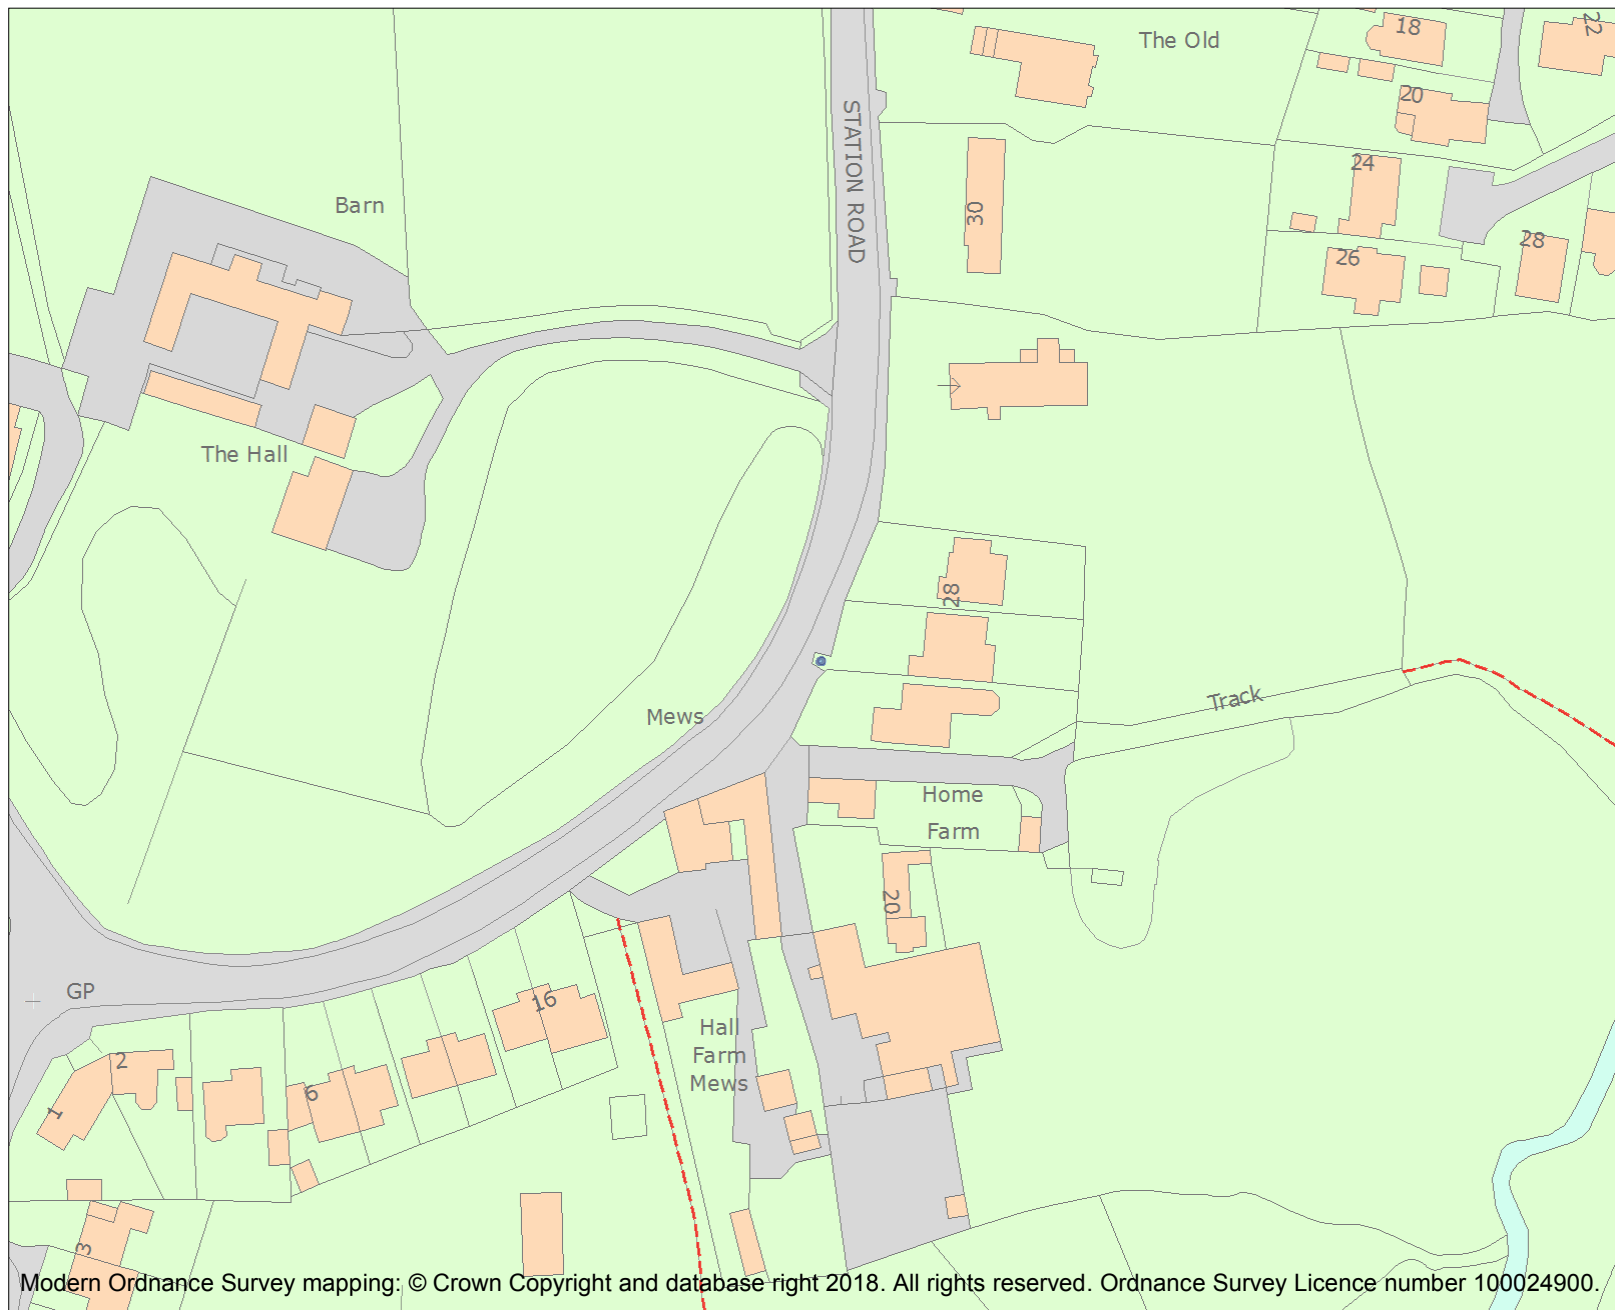 The Old
18
22
20
STATION ROAD
24
Barn
30
28
26
The Hall
28
Track
Mews
Home
Farm
20
GP
16
Hall
Farm
Mews
2
6
1
3
Modern Ordnance Survey mapping: © Crown Copyright and database right 2018. All rights reserved. Ordnance Survey Licence number 100024900.